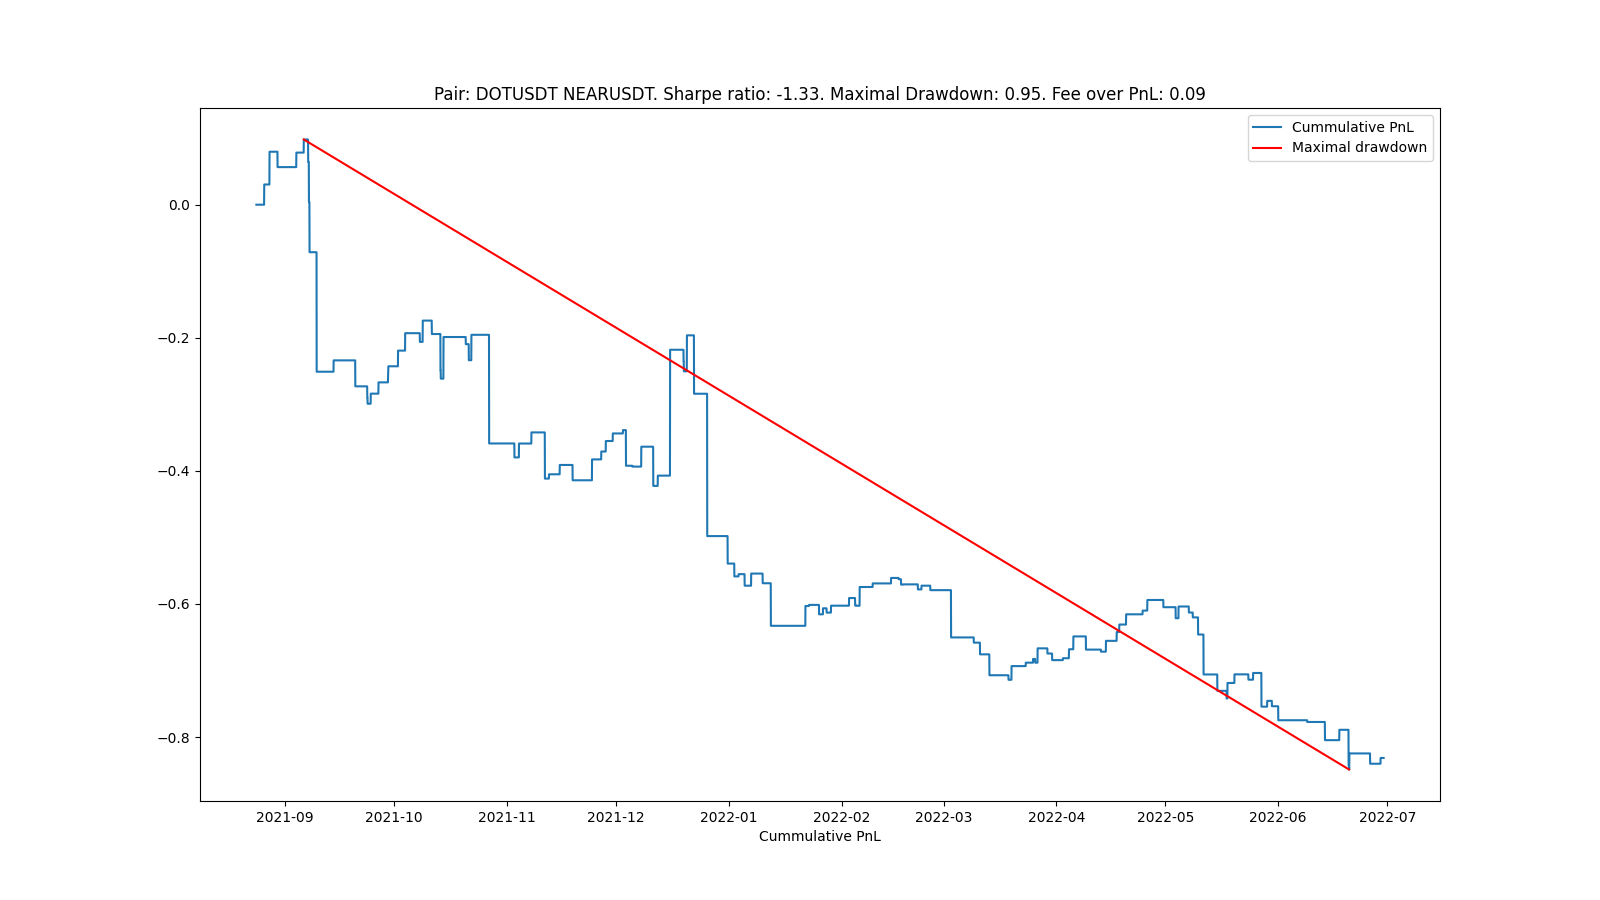 Pair: DOTUSDT NEARUSDT. Sharpe ratio: -1.33. Maximal Drawdown: 0.95. Fee over PnL: 0.09
Cummulative PnL
Maximal drawdown
0.0
−0.2
−0.4
−0.6
−0.8
2021-09 2021-10 2021-11 2021-12 2022-01 2022-02 2022-03 2022-04 2022-05 2022-06 2022-07
Cummulative PnL